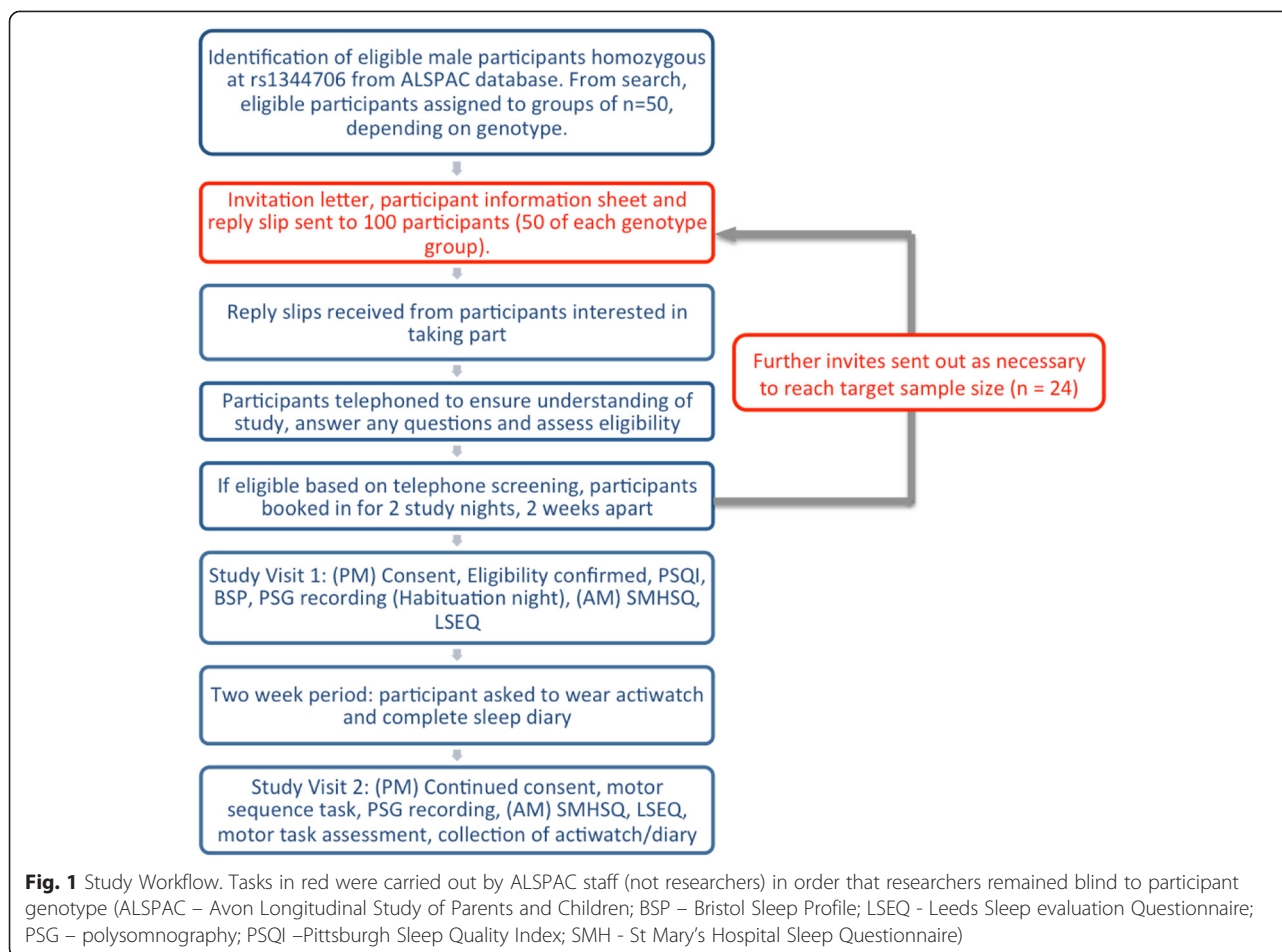 Identification of eligible male participants homozygous
at rs1344706 from ALSPAC database. From search,
eligible participants assigned to groups of n=50,
depending on genotype.
Invitation letter, participant information sheet and
reply slip sent to 100 participants (50 of each genotype
group).
Reply slips received from participants interested in
taking part
Further invites sent out as necessary
to reach target sample size (n = 24)
Participants telephoned to ensure understanding of
study, answer any questions and assess eligibility
If eligible based on telephone screening, participants
booked in for 2 study nights, 2 weeks apart
Study Visit 1: (PM) Consent, Eligibility confirmed, PSQI,
BSP, PSG recording (Habituation night), (AM) SMHSQ,
LSEQ
Two week period: participant asked to wear actiwatch
and complete sleep diary
Study Visit 2: (PM) Continued consent, motor
sequence task, PSG recording, (AM) SMHSQ, LSEQ,
motor task assessment, collection of actiwatch/diary
Fig. 1 Study Workflow. Tasks in red were carried out by ALSPAC staff (not researchers) in order that researchers remained blind to participant
genotype (ALSPAC – Avon Longitudinal Study of Parents and Children; BSP – Bristol Sleep Profile; LSEQ - Leeds Sleep evaluation Questionnaire;
PSG – polysomnography; PSQI –Pittsburgh Sleep Quality Index; SMH - St Mary's Hospital Sleep Questionnaire)